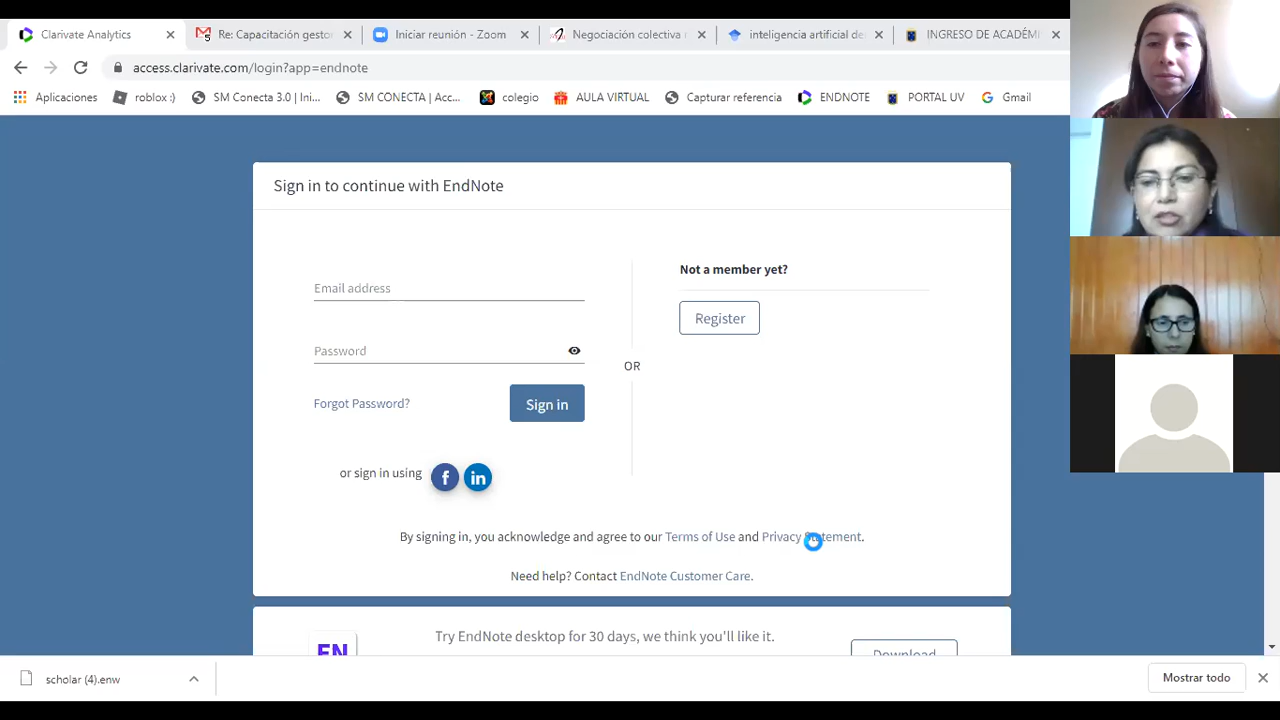 Clarivate Analytics
Re: Capacitación gesto
Iniciar reunión - Zoom
Negociación colectiva
inteligencia artificial de
INGRESO DE ACADÉMI
access.clarivate.com/login?app=endnote
Aplicaciones
roblox :)
SM Conecta 3.0 | Ini...
SM CONECTA | Acc...
colegio
AULA VIRTUAL
Capturar referencia
ENDNOTE
PORTAL UV
Gmail
Sign in to continue with EndNote
Email address
Password
Forgot Password?
Sign in
or sign in using
f
in
OR
Not a member yet?
Register
By signing in, you acknowledge and agree to our Terms of Use and Privacy Statement.
Need help? Contact EndNote Customer Care.
EN
Try EndNote desktop for 30 days, we think you'll like it.
Download
scholar (4).enw
Mostrar todo